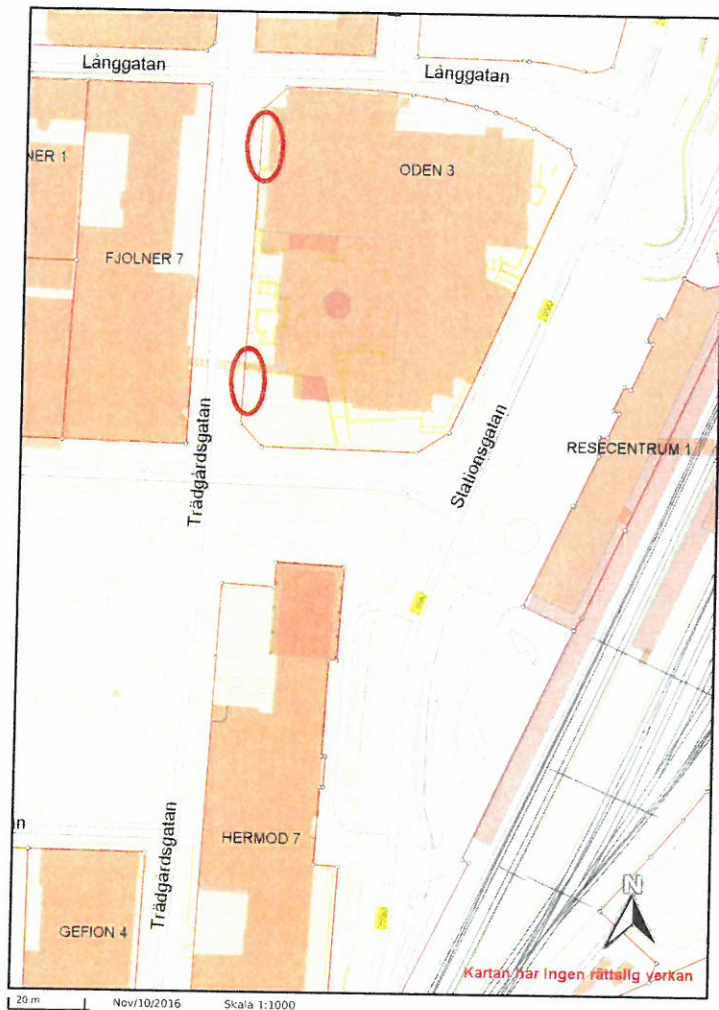 Långgatan
Långgatan
NER 1
ODEN 3
FJOLNER 7
Stationsgatan
RESECENTRUM 1
Trädgårdsgatan
HERMOD 7
Trädgårdsgatan
GEFION 4
N
Kartan har ingen rättslig verkan
20 m
Nov/10/2016
Skala 1:1000